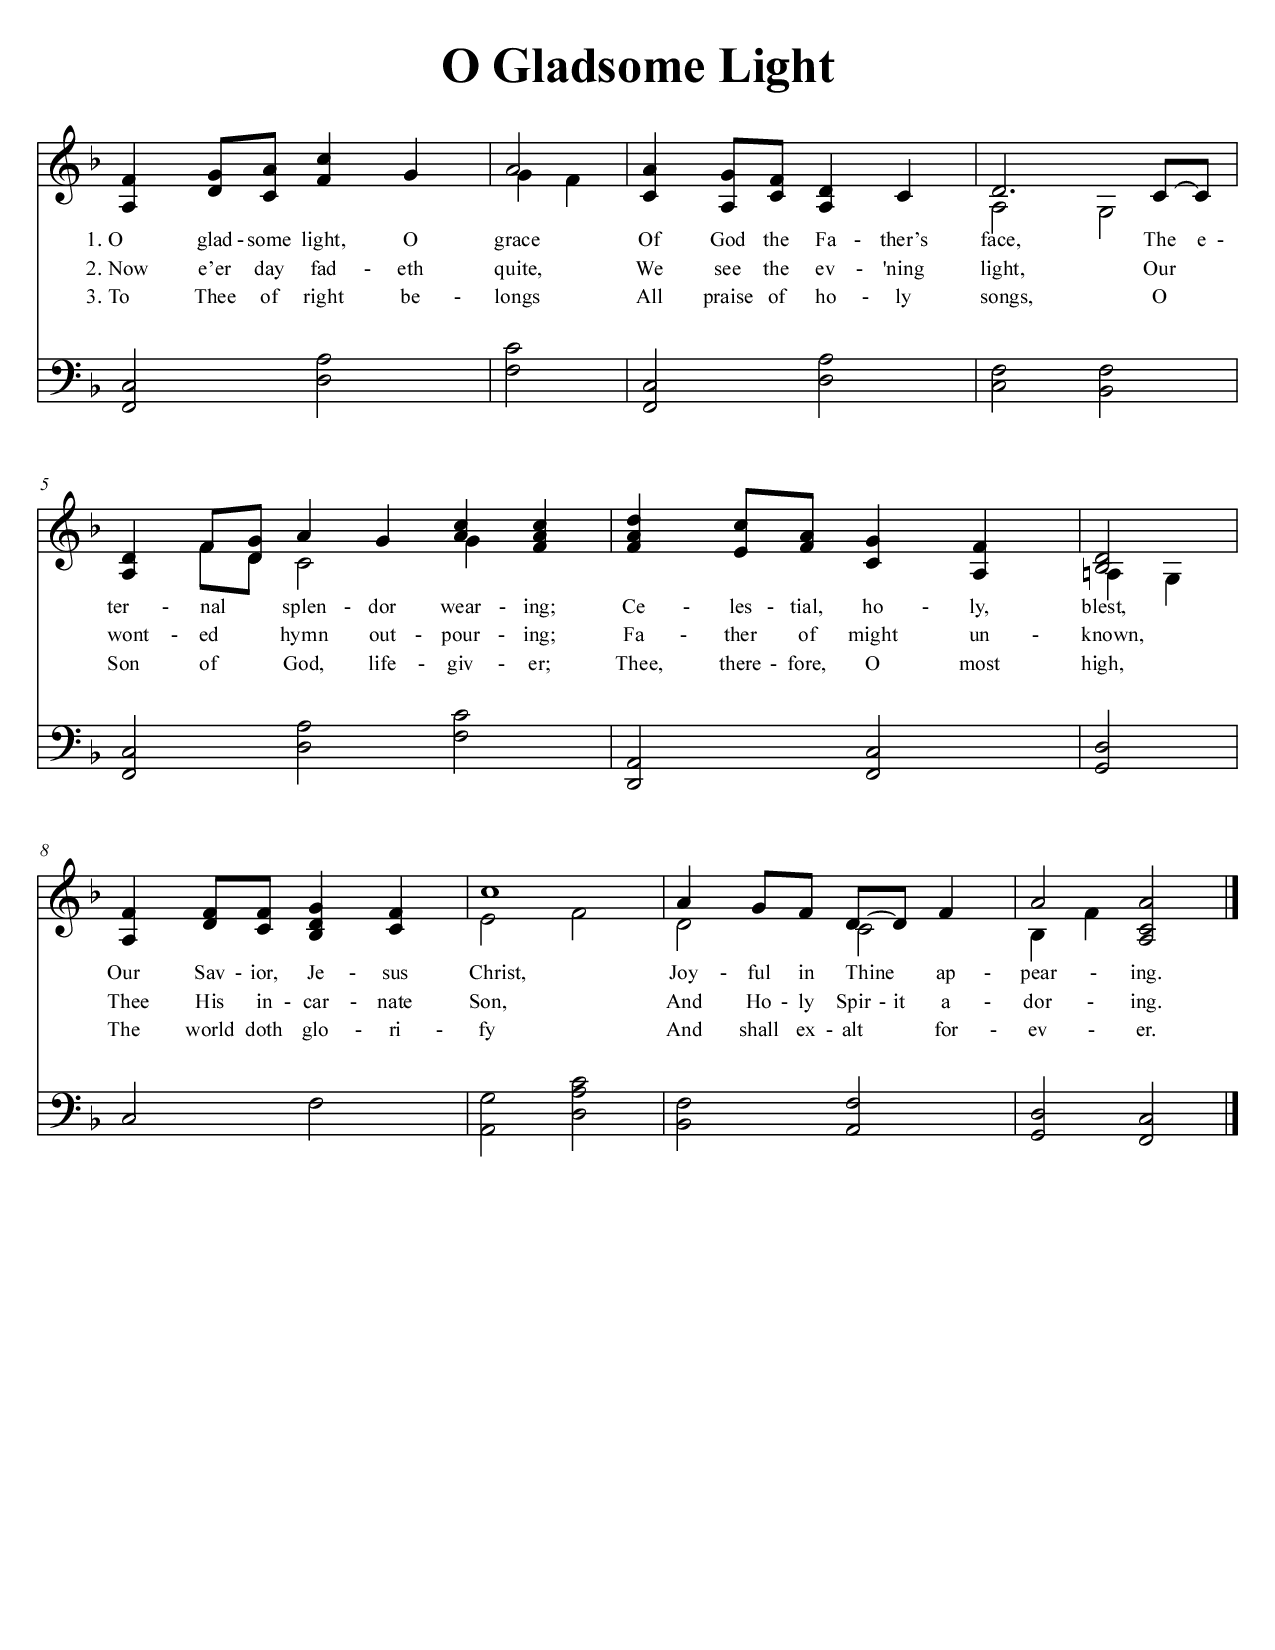 O Gladsome Light
1. O glad - some light, O grace Of God the Fa - ther’s face, The e -
2. Now e’er day fad - eth quite, We see the ev - 'ning light, Our
3. To Thee of right be - longs All praise of ho - ly songs, O
5
ter - nal splen - dor wear - ing; Ce - les - tial, ho - ly, blest,
wont - ed hymn out - pour - ing; Fa - ther of might un - known,
Son of God, life - giv - er; Thee, there - fore, O most high,
8
Our Sav - ior, Je - sus Christ, Joy - ful in Thine ap - pear - ing.
Thee His in - car - nate Son, And Ho - ly Spir - it a - dor - ing.
The world doth glo - ri - fy And shall ex - alt for - ev - er.